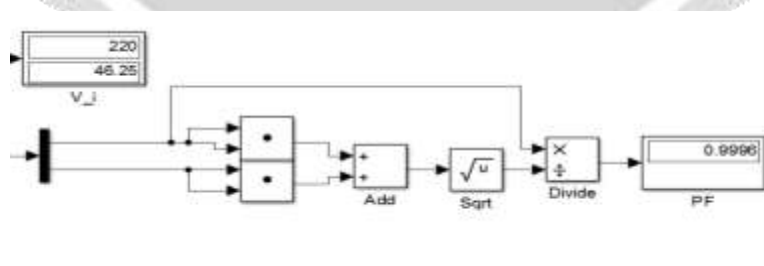 220
46.25
V_i
+
+
Add
√u
Sqrt
×
÷
Divide
0.9996
PF